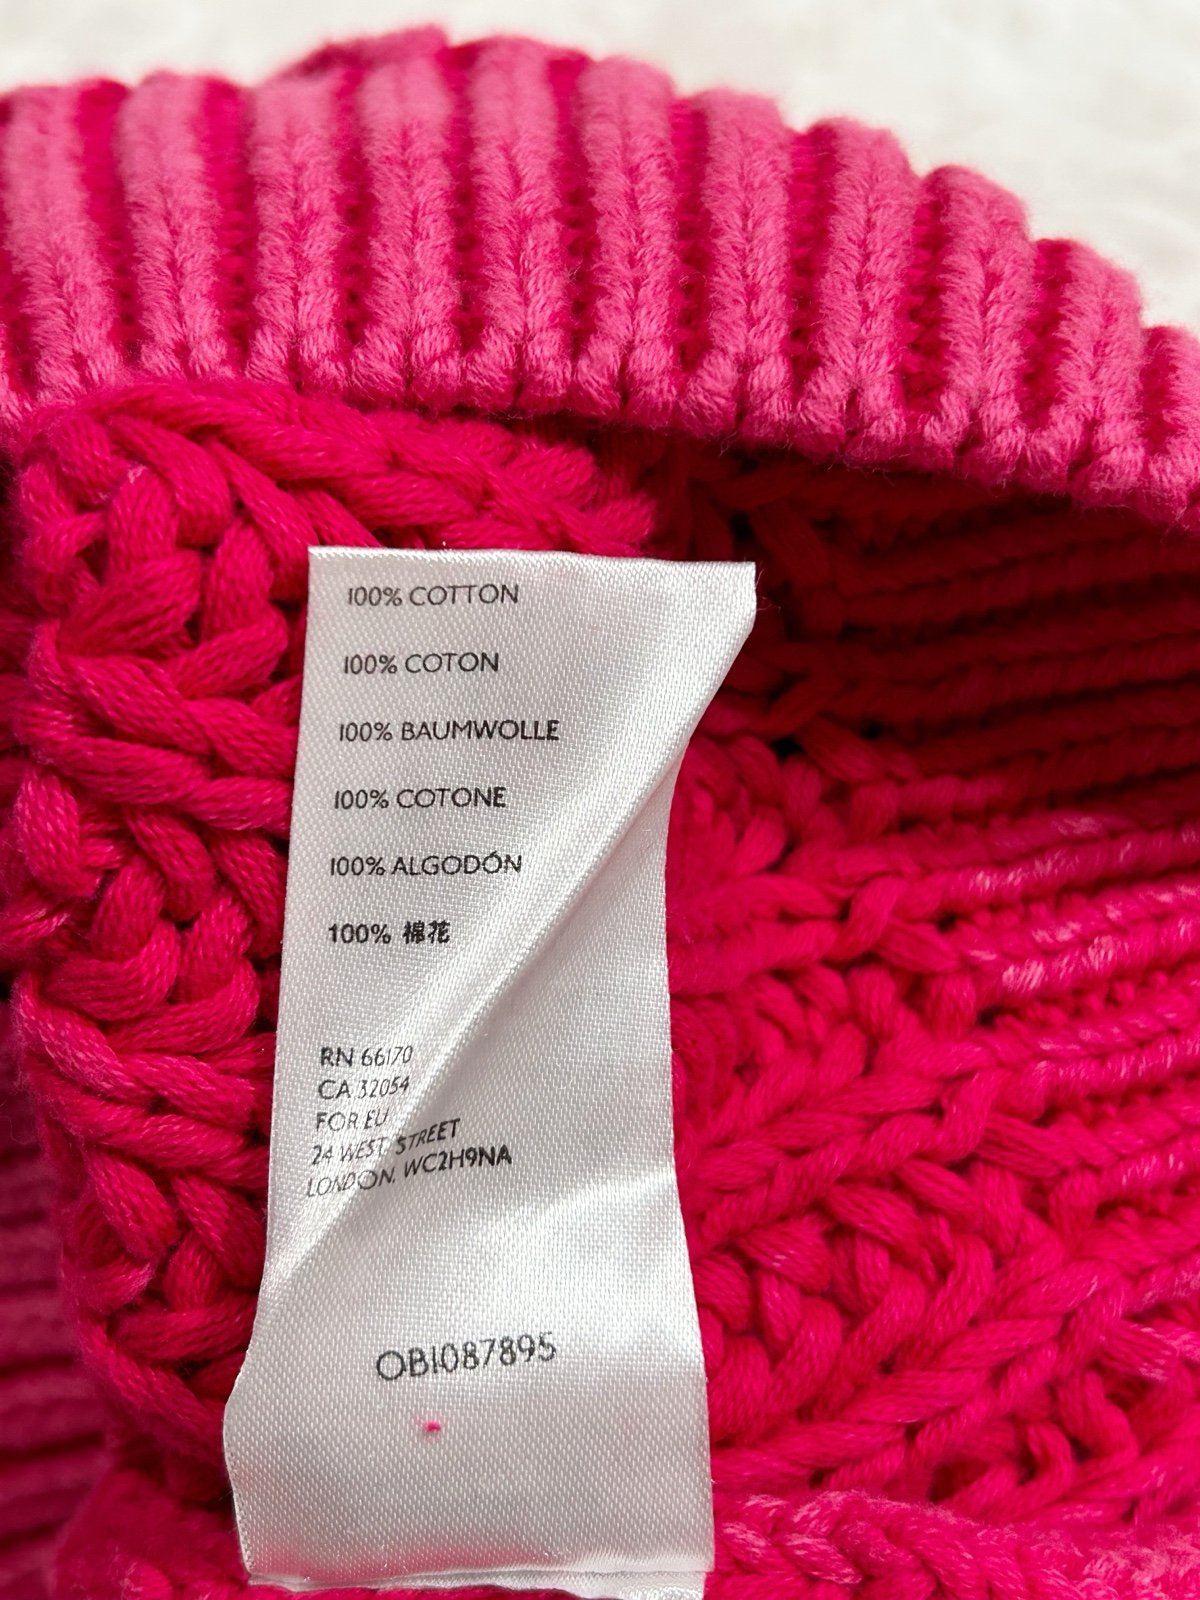 100% COTTON
100% COTON
100% BAUMWOLLE
100% COTONE
100% ALGODÓN
100% 棉花
RN 66170
CA 32054
FOR EU
24 WEST STREET
LONDON, WC2H9NA
OB1087895